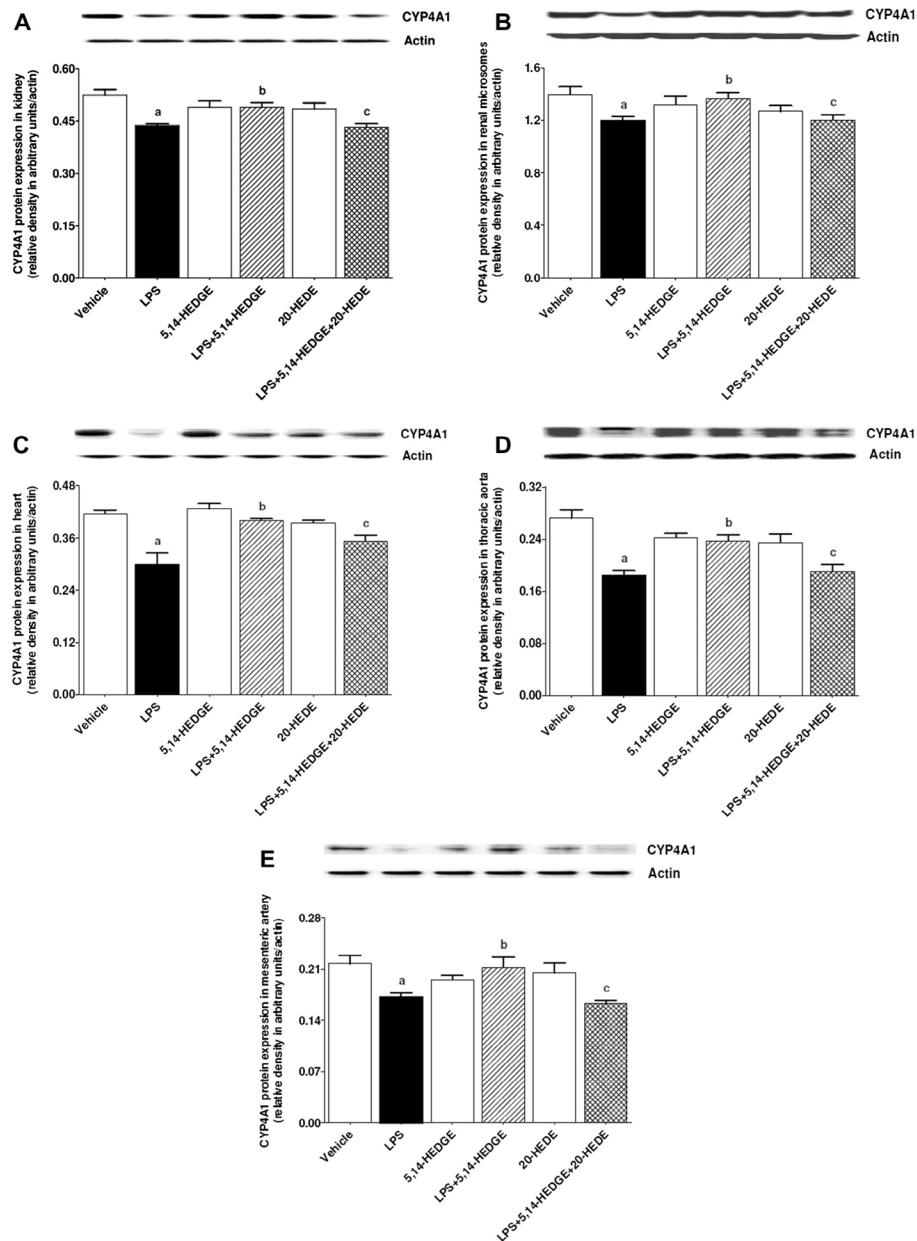 A
CYP4A1
Actin
CYP4A1 protein expression in kidney
(relative density in arbitrary units/actin)
0.60
0.45
0.30
0.15
0.00
a
b
c
Vehicle
LPS
5,14-HEDGE
LPS+5,14-HEDGE
20-HEDE
LPS+5,14-HEDGE+20-HEDE
B
CYP4A1
Actin
CYP4A1 protein expression in renal microsomes
(relative density in arbitrary units/actin)
1.6
1.2
0.8
0.4
0.0
a
b
c
Vehicle
LPS
5,14-HEDGE
LPS+5,14-HEDGE
20-HEDE
LPS+5,14-HEDGE+20-HEDE
C
CYP4A1
Actin
CYP4A1 protein expression in heart
(relative density in arbitrary units/actin)
0.48
0.36
0.24
0.12
0.00
a
b
c
Vehicle
LPS
5,14-HEDGE
LPS+5,14-HEDGE
20-HEDE
LPS+5,14-HEDGE+20-HEDE
D
CYP4A1
Actin
CYP4A1 protein expression in thoracic aorta
(relative density in arbitrary units/actin)
0.32
0.24
0.16
0.08
0.00
a
b
c
Vehicle
LPS
5,14-HEDGE
LPS+5,14-HEDGE
20-HEDE
LPS+5,14-HEDGE+20-HEDE
E
CYP4A1
Actin
CYP4A1 protein expression in mesenteric artery
(relative density in arbitrary units/actin)
0.28
0.21
0.14
0.07
0.00
a
b
c
Vehicle
LPS
5,14-HEDGE
LPS+5,14-HEDGE
20-HEDE
LPS+5,14-HEDGE+20-HEDE